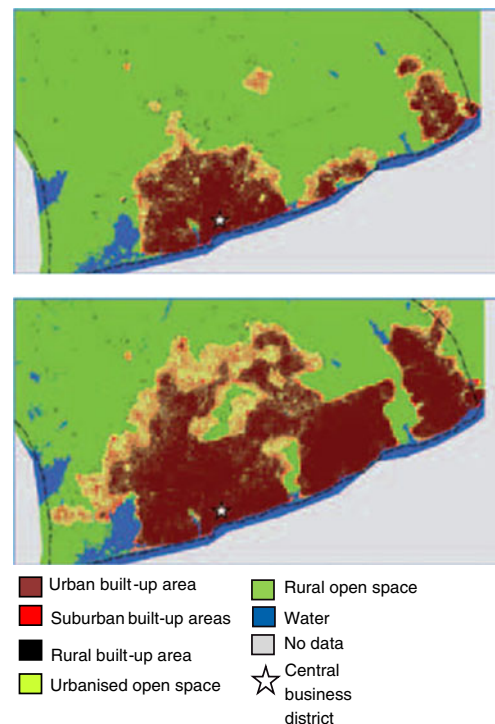 Urban built-up area
Suburban built-up areas
Rural built-up area
Urbanised open space
Rural open space
Water
No data
Central
business
district